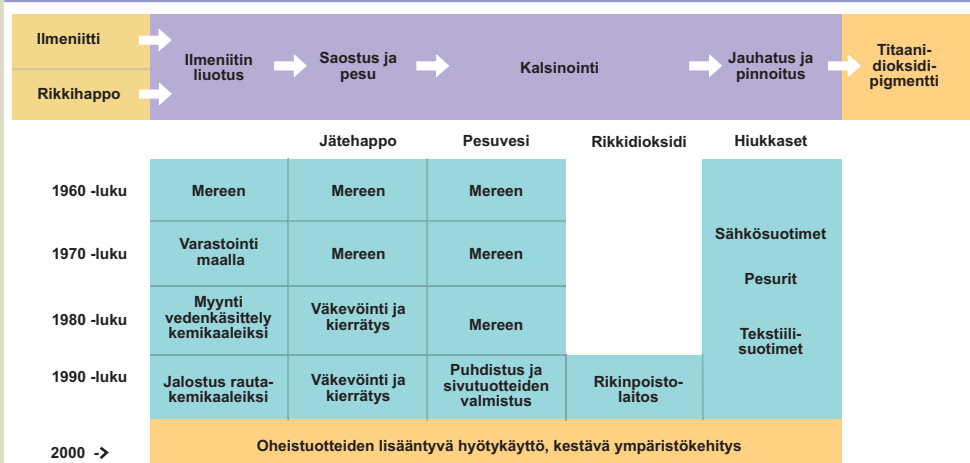 Ilmeniitti
Rikkihappo
Ilmeniitin
liuotus
Saostus ja
pesu
Kalsinointi
Jauhatus ja
pinnoitus
Titaani-
dioksidi-
pigmentti
Jätehappo
Pesuvesi
Rikkidioksidi
Hiukkaset
1960 -luku
Mereen
Mereen
Mereen
1970 -luku
Varastointi
maalla
Mereen
Mereen
1980 -luku
Myynti
vedenkäsittely
kemikaaleiksi
Väkevöinti ja
kierrätys
Mereen
1990 -luku
Jalostus rauta-
kemikaaleiksi
Väkevöinti ja
kierrätys
Puhdistus ja
sivutuotteiden
valmistus
Rikinpoisto-
laitos
Sähkösuotimet
Pesurit
Tekstiili-
suotimet
2000 ->
Oheistuotteiden lisääntyvä hyötykäyttö, kestävä ympäristökehitys